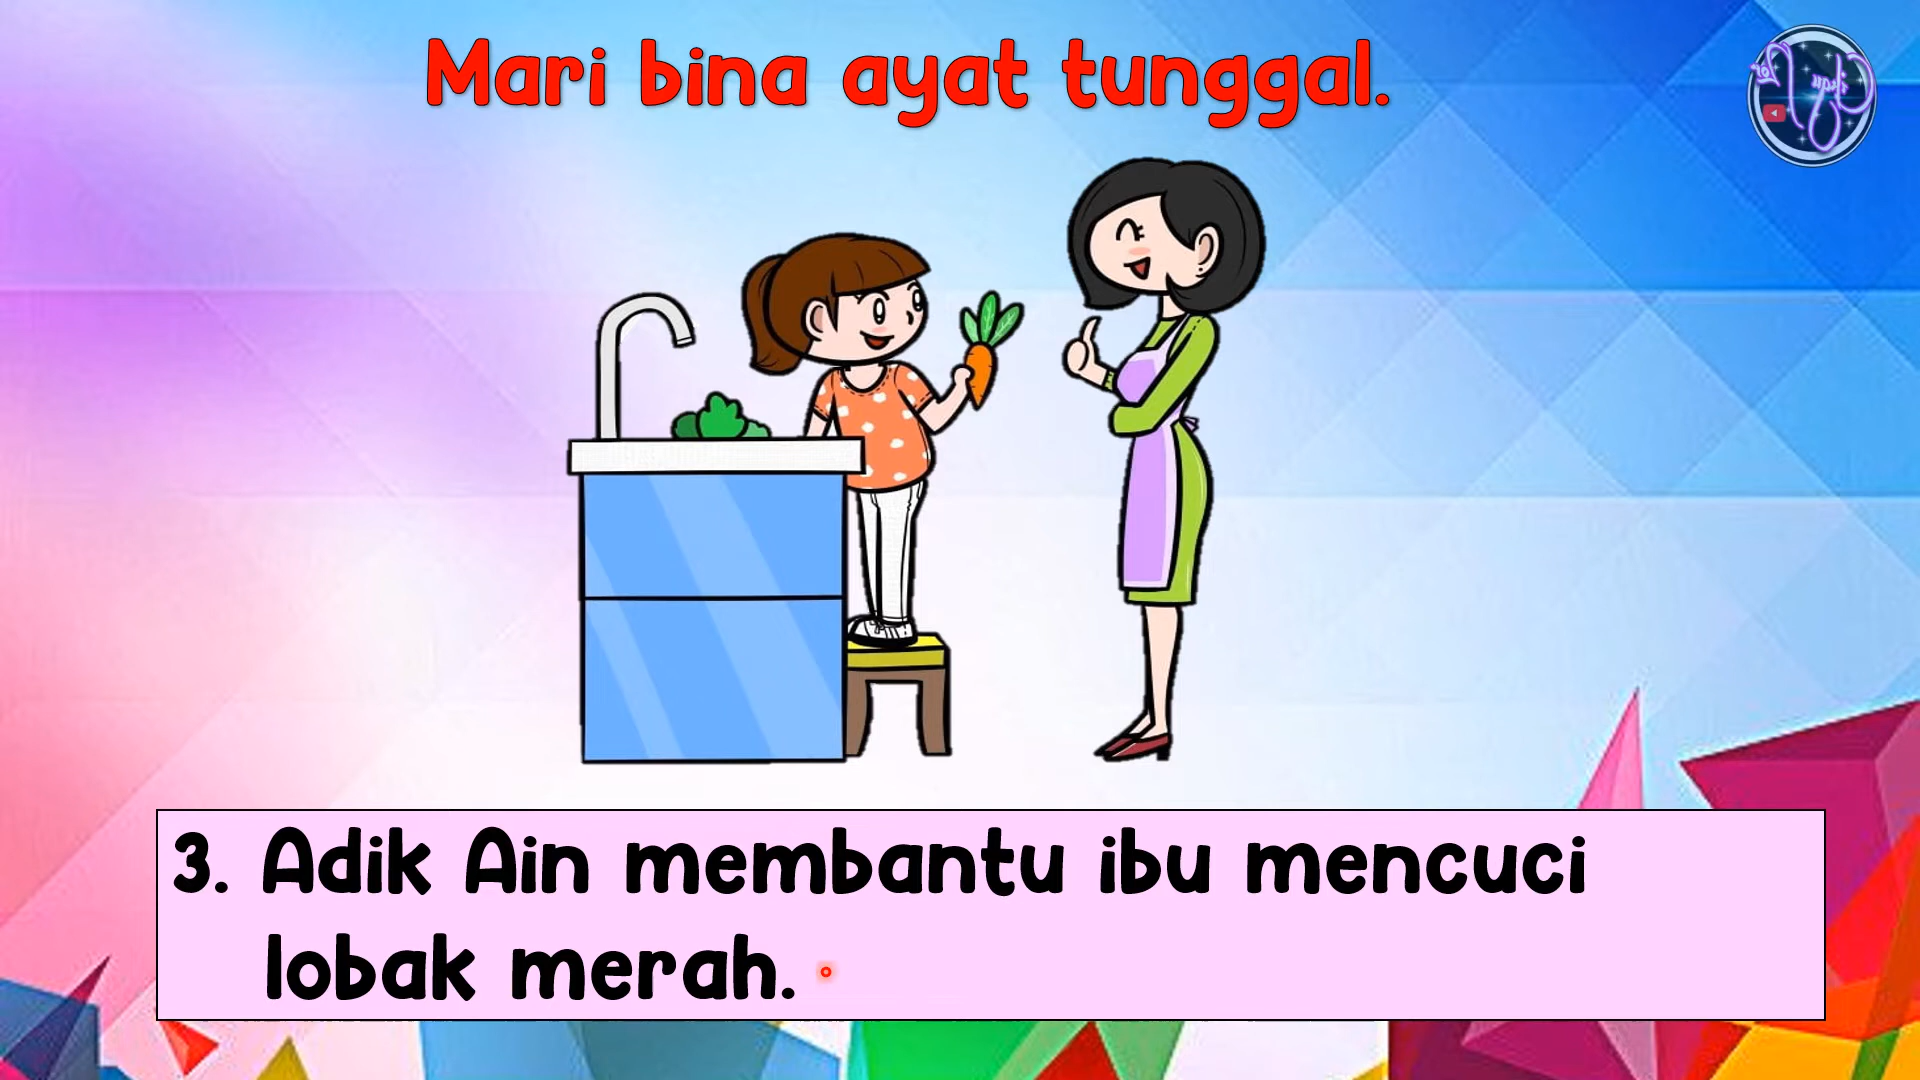 Mari bina ayat tunggal.
3. Adik Ain membantu ibu mencuci
lobak merah.